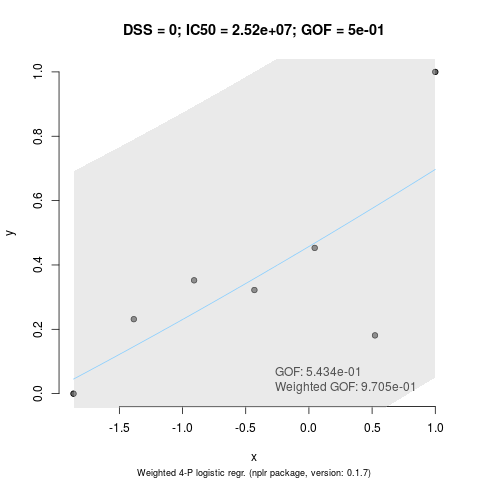 DSS = 0; IC50 = 2.52e+07; GOF = 5e-01
1.0
0.8
0.6
0.4
0.2
0.0
y
GOF: 5.434e-01
Weighted GOF: 9.705e-01
-1.5
-1.0
-0.5
0.0
0.5
1.0
x
Weighted 4-P logistic regr. (nplr package, version: 0.1.7)